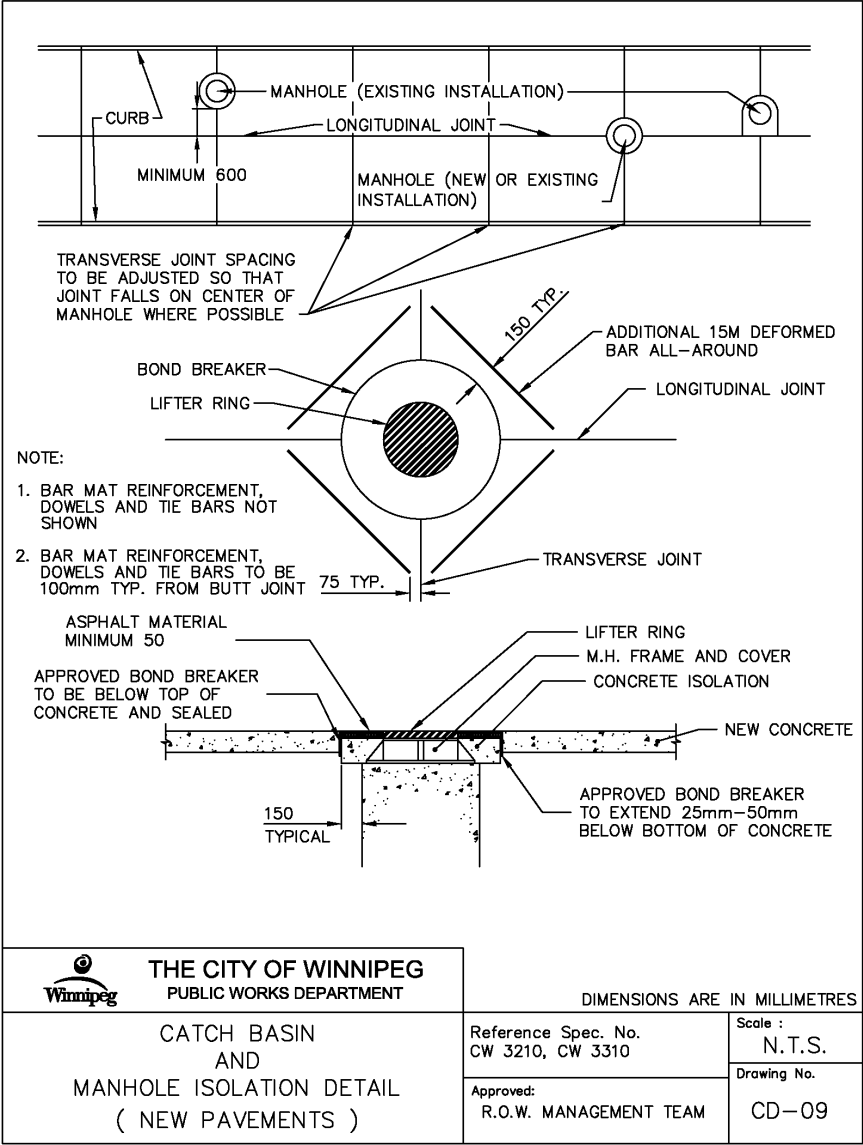 MANHOLE (EXISTING INSTALLATION)
CURB
LONGITUDINAL JOINT
MINIMUM 600
MANHOLE (NEW OR EXISTING
INSTALLATION)
TRANSVERSE JOINT SPACING
TO BE ADJUSTED SO THAT
JOINT FALLS ON CENTER OF
MANHOLE WHERE POSSIBLE
150 TYP.
ADDITIONAL 15M DEFORMED
BAR ALL-AROUND
BOND BREAKER
LONGITUDINAL JOINT
LIFTER RING
NOTE:
1. BAR MAT REINFORCEMENT,
DOWELS AND TIE BARS NOT
SHOWN
2. BAR MAT REINFORCEMENT,
DOWELS AND TIE BARS TO BE
100mm TYP. FROM BUTT JOINT
75 TYP.
TRANSVERSE JOINT
ASPHALT MATERIAL
MINIMUM 50
LIFTER RING
M.H. FRAME AND COVER
APPROVED BOND BREAKER
TO BE BELOW TOP OF
CONCRETE AND SEALED
CONCRETE ISOLATION
NEW CONCRETE
150
TYPICAL
APPROVED BOND BREAKER
TO EXTEND 25mm-50mm
BELOW BOTTOM OF CONCRETE
Winnipeg
THE CITY OF WINNIPEG
PUBLIC WORKS DEPARTMENT
DIMENSIONS ARE IN MILLIMETRES
CATCH BASIN
AND
MANHOLE ISOLATION DETAIL
( NEW PAVEMENTS )
Reference Spec. No.
CW 3210, CW 3310
Scale :
N.T.S.
Approved:
R.O.W. MANAGEMENT TEAM
Drawing No.
CD-09